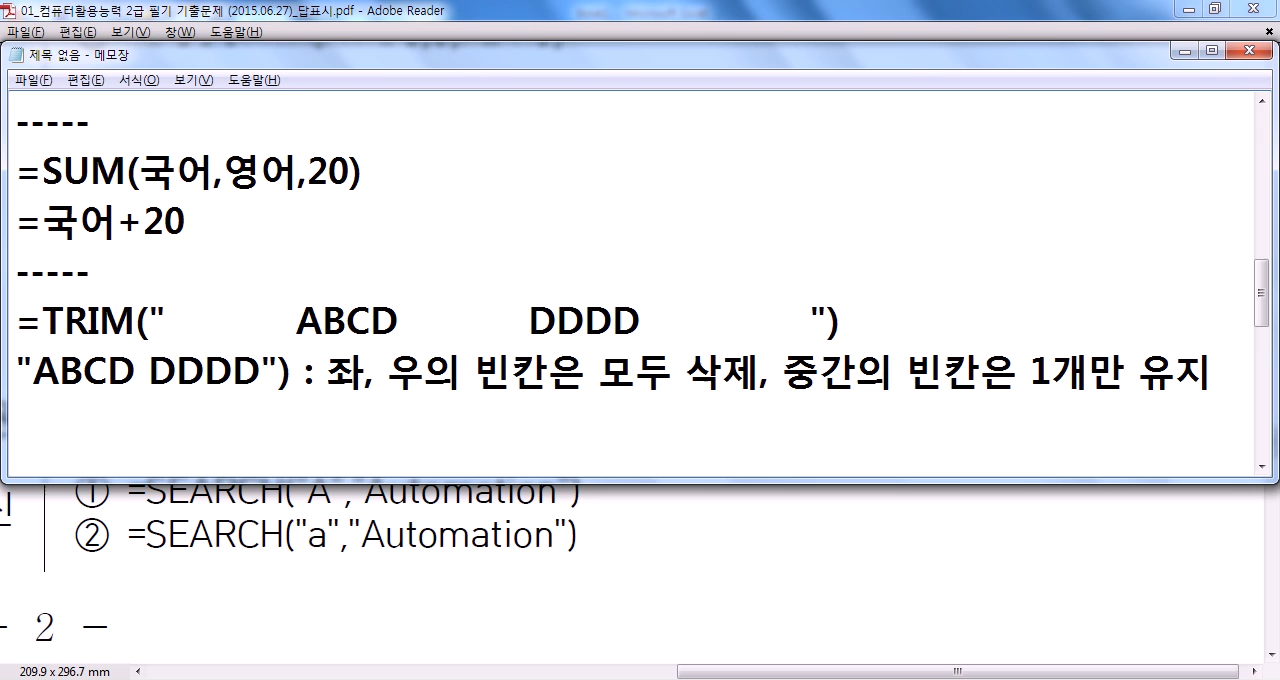 01_컴퓨터활용능력 2급 필기 기출문제 (2015.06.27)_답표시.pdf - Adobe Reader
파일(F) 편집(E) 보기(V) 창(W) 도움말(H)
제목 없음 - 메모장
파일(F) 편집(E) 서식(O) 보기(V) 도움말(H)
-----
=SUM(국어,영어,20)
=국어+20
-----
=TRIM(" ABCD DDDD ")
"ABCD DDDD") : 좌, 우의 빈칸은 모두 삭제, 중간의 빈칸은 1개만 유지
① =SEARCH("A","Automation")
② =SEARCH("a","Automation")
- 2 -
209.9 x 296.7 mm